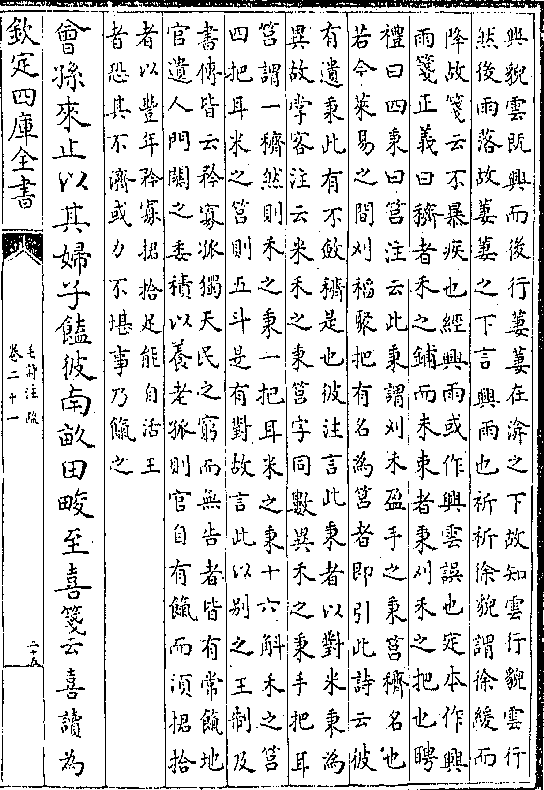 興貌雲既興而後行萋萋在渰之下故知雲行貌雲行
然後雨落故萋萋之下言興雨也祈祈徐貌謂徐緩而
降故箋云不暴疾也經興雨或作興雲誤也定本作興
雨箋正義曰穧者禾之鋪而未束者秉刈禾之把也聘
禮曰四秉曰筥注云此秉謂刈禾盈手之秉筥穧名也
若今萊易之間刈稻聚把有名為筥者即引此詩云彼
有遺秉此有不斂穧是也彼注言此秉者以對米秉為
異故掌客注云米禾之秉筥字同數異禾之秉手把耳
筥謂一穧然則禾之秉一把耳米之秉十六斛禾之筥
四把耳米之筥則五斗是有對故言此以别之王制及
書傳皆云矜寡孤獨天民之窮而無告者皆有常餼地
官遺人門關之委積以養老孤則官自有餼而須捃拾
者以豐年矜寡捃拾足能自活王
者恐其不濟或力不堪事乃餼之
曾孫來止以其婦子饁彼南畝田畯至喜箋云喜讀為
欽定四庫全書
毛詩注疏
卷二十一
二十五